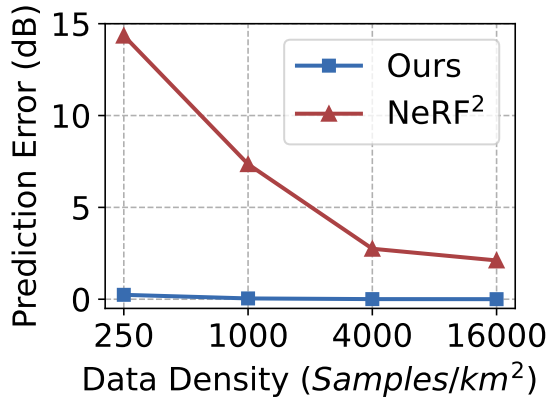 Prediction Error (dB)
15
10
5
0
Ours
NeRF²
250 1000 4000 16000
Data Density (Samples/km²)